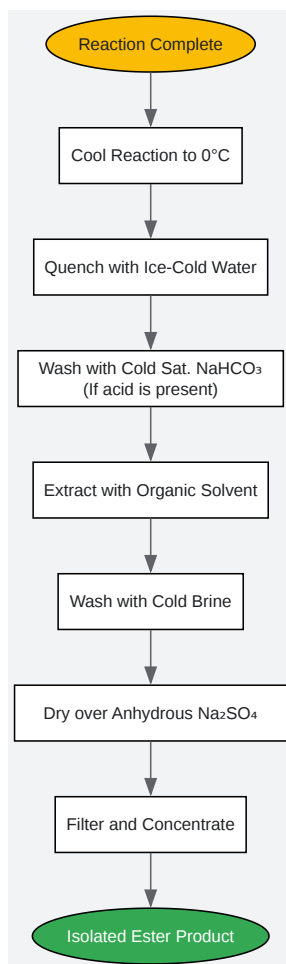 Reaction Complete
Cool Reaction to 0°C
Quench with Ice-Cold Water
Wash with Cold Sat. NaHCO₃
(If acid is present)
Extract with Organic Solvent
Wash with Cold Brine
Dry over Anhydrous Na₂SO₄
Filter and Concentrate
Isolated Ester Product